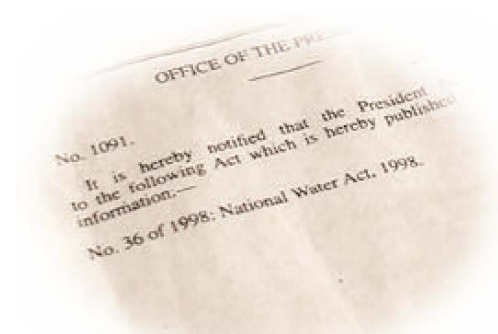 OFFICE OF THE
No. 1091.
It is hereby notified that the President
to the following Act which is hereby published
information:—
No. 36 of 1998: National Water Act, 1998.